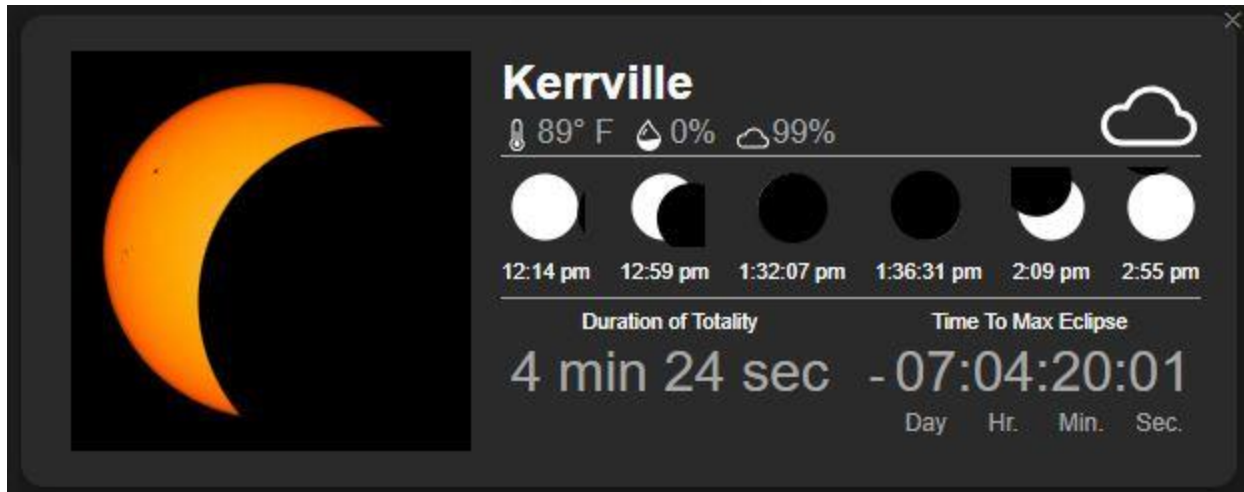 Kerrville
89° F 0% 99%
12:14 pm 12:59 pm 1:32:07 pm 1:36:31 pm 2:09 pm 2:55 pm
Duration of Totality Time To Max Eclipse
4 min 24 sec -07:04:20:01
Day Hr. Min. Sec.